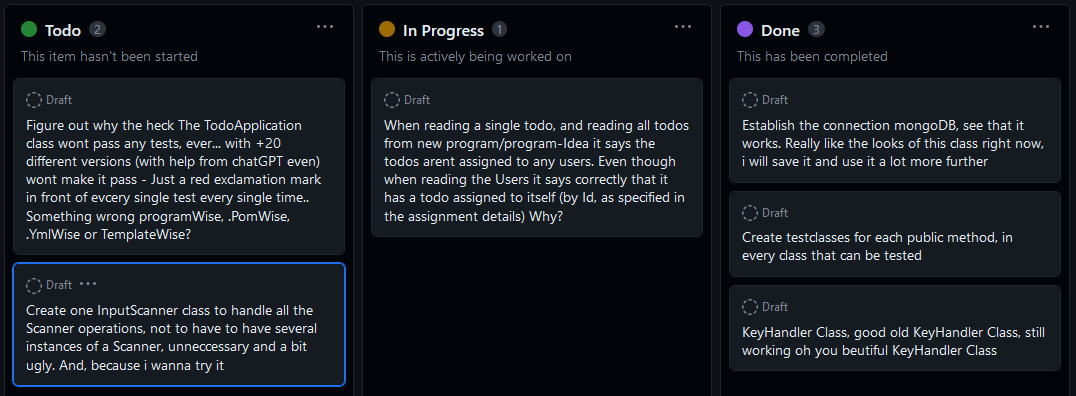 Todo 2
This item hasn't been started
Draft
Figure out why the heck The TodoApplication
class wont pass any tests, ever... with +20
different versions (with help from chatGPT even)
wont make it pass - Just a red exclamation mark
in front of evcery single test every single time..
Something wrong programWise, .PomWise,
.YmlWise or TemplateWise?
Draft
Create one InputScanner class to handle all the
Scanner operations, not to have to have several
instances of a Scanner, unneccessary and a bit
ugly. And, because i wanna try it
In Progress 1
This is actively being worked on
Draft
When reading a single todo, and reading all todos
from new program/program-Idea it says the
todos arent assigned to any users. Even though
when reading the Users it says correctly that it
has a todo assigned to itself (by Id, as specified in
the assignment details) Why?
Done 3
This has been completed
Draft
Establish the connection mongoDB, see that it
works. Really like the looks of this class right now,
i will save it and use it a lot more further
Draft
Create testclasses for each public method, in
every class that can be tested
Draft
KeyHandler Class, good old KeyHandler Class, still
working oh you beutiful KeyHandler Class